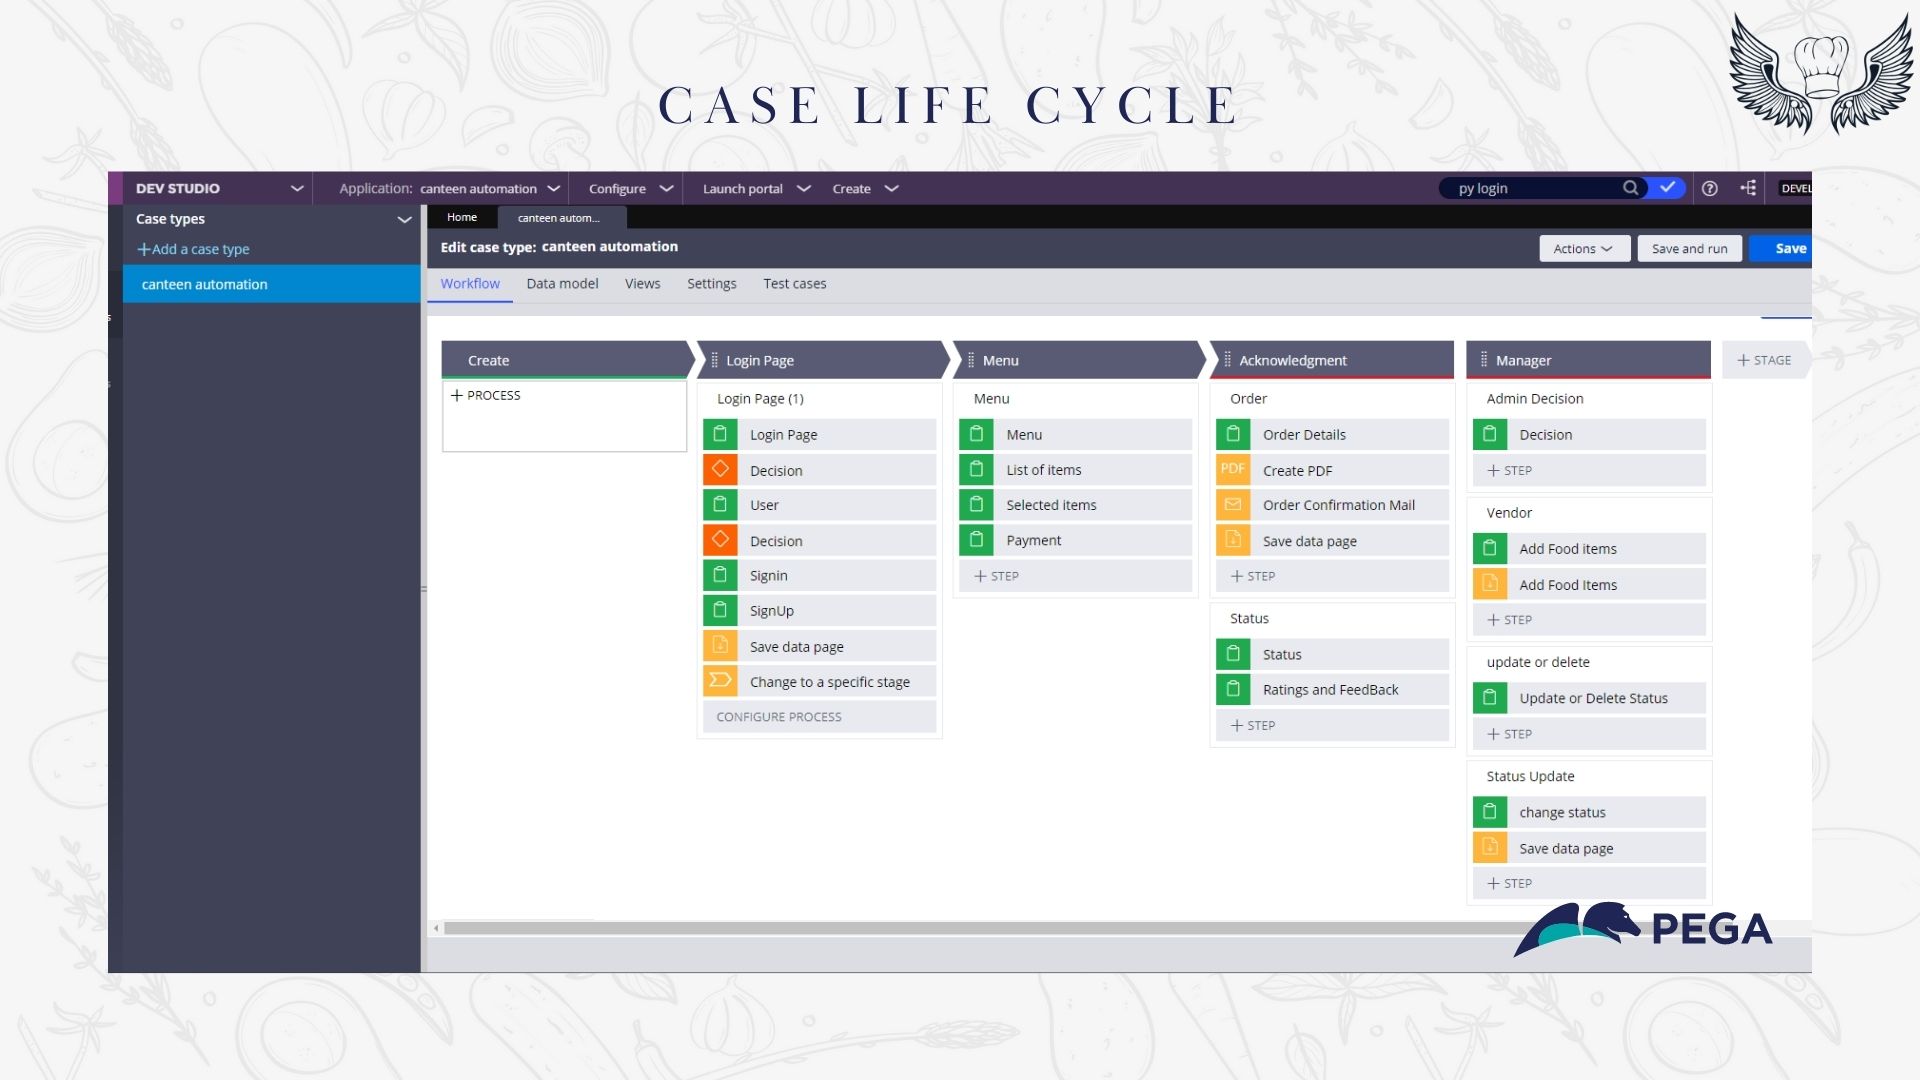 CASE LIFE CYCLE
DEV STUDIO
Application: canteen automation
Configure
Launch portal
Create
py login
DEVEL
Case types
Home
canteen autom...
+Add a case type
Edit case type: canteen automation
Actions
Save and run
Save
canteen automation
Workflow
Data model
Views
Settings
Test cases
Create
+ PROCESS
Login Page
Login Page (1)
Login Page
Decision
User
Decision
Signin
SignUp
Save data page
Change to a specific stage
CONFIGURE PROCESS
Menu
Menu
Menu
List of items
Selected items
Payment
+ STEP
Acknowledgment
Order
Order Details
PDF
Create PDF
Order Confirmation Mail
Save data page
+ STEP
Status
Status
Ratings and FeedBack
+ STEP
Manager
Admin Decision
Decision
+ STEP
Vendor
Add Food items
Add Food Items
+ STEP
update or delete
Update or Delete Status
+ STEP
Status Update
change status
Save data page
+ STEP
+ STAGE
PEGA